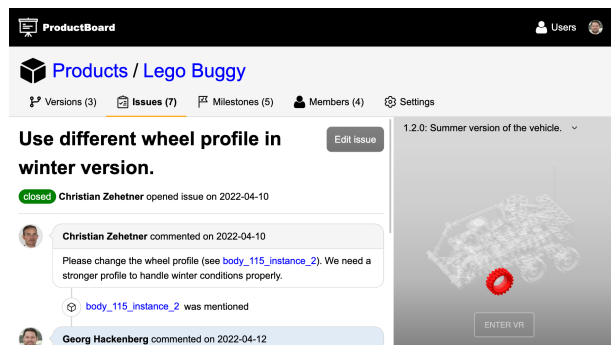 ProductBoard
Users
Products / Lego Buggy
Versions (3)
Issues (7)
Milestones (5)
Members (4)
Settings
Use different wheel profile in
winter version.
Edit issue
closed Christian Zehetner opened issue on 2022-04-10
Christian Zehetner commented on 2022-04-10
Please change the wheel profile (see body_115_instance_2). We need a
stronger profile to handle winter conditions properly.
body_115_instance_2 was mentioned
Georg Hackenberg commented on 2022-04-12
1.2.0: Summer version of the vehicle.
ENTER VR